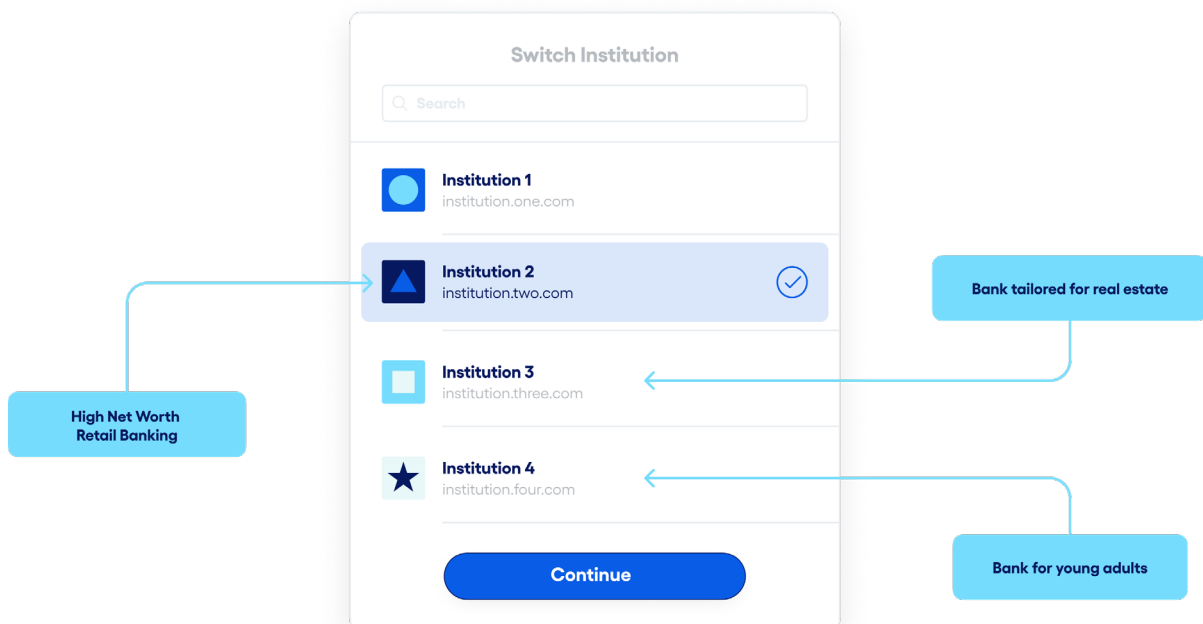 Switch Institution
Search
Institution 1
institution.one.com
Institution 2
institution.two.com
Bank tailored for real estate
Institution 3
institution.three.com
High Net Worth
Retail Banking
Institution 4
institution.four.com
Bank for young adults
Continue